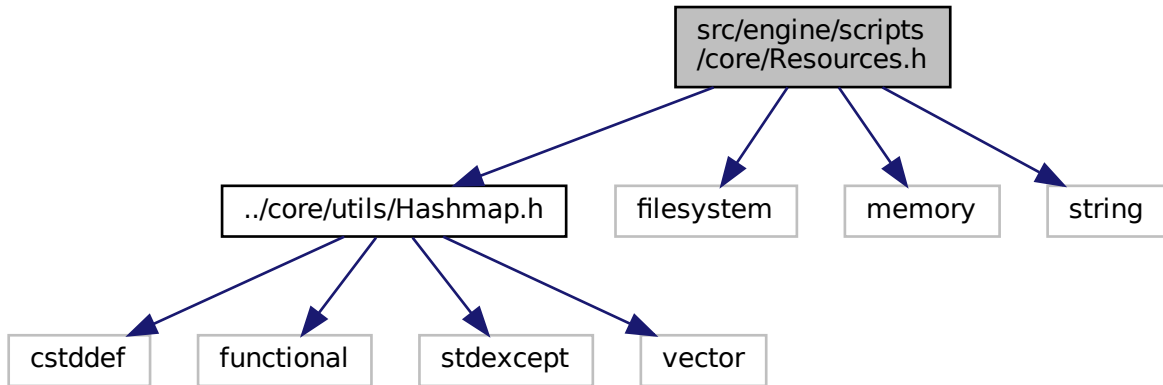 src/engine/scripts
/core/Resources.h
../core/utils/Hashmap.h
filesystem
memory
string
cstddef
functional
stdexcept
vector